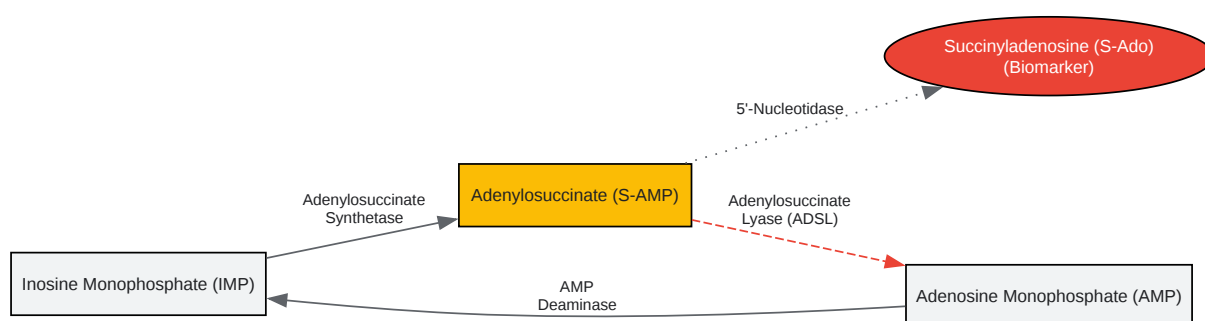 Succinyladenosine (S-Ado)
(Biomarker)
5'-Nucleotidase
Adenylosuccinate (S-AMP)
Adenylosuccinate
Synthetase
Adenylosuccinate
Lyase (ADSL)
Inosine Monophosphate (IMP)
AMP
Deaminase
Adenosine Monophosphate (AMP)